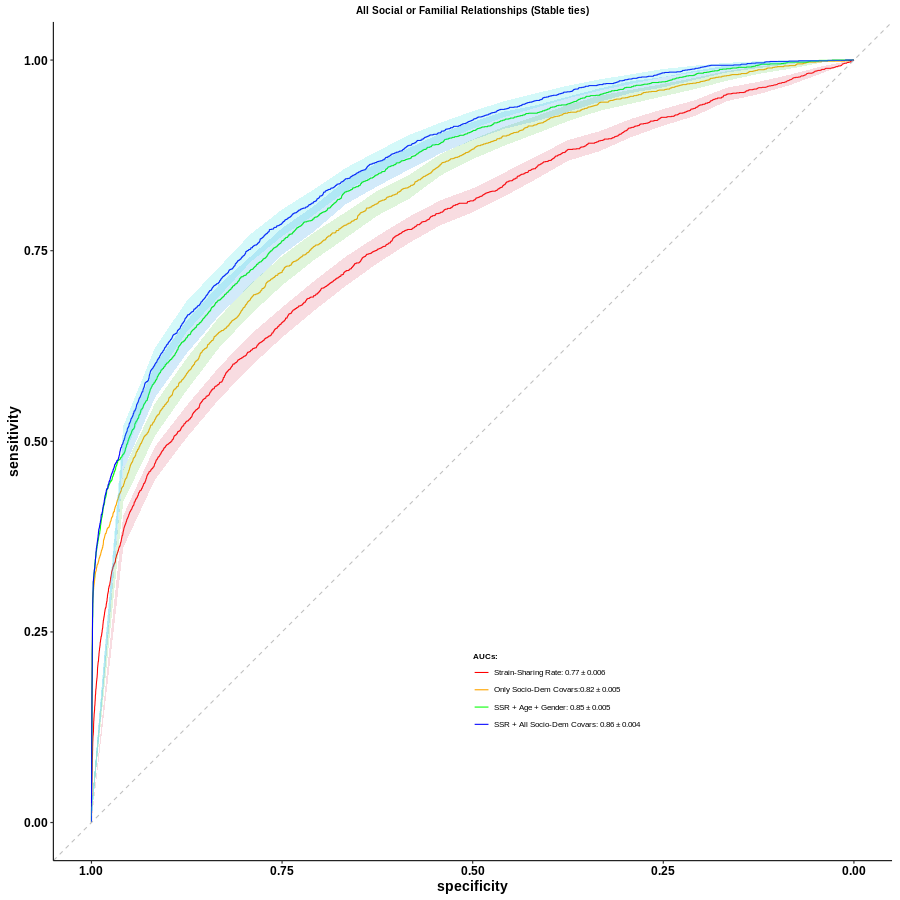 All Social or Familial Relationships (Stable ties)
1.00
0.75
0.50
0.25
0.00
sensitivity
AUCs:
Strain-Sharing Rate: 0.77 ± 0.006
Only Socio-Dem Covars:0.82 ± 0.005
SSR + Age + Gender: 0.85 ± 0.005
SSR + All Socio-Dem Covars: 0.86 ± 0.004
1.00 0.75 0.50 0.25 0.00
specificity